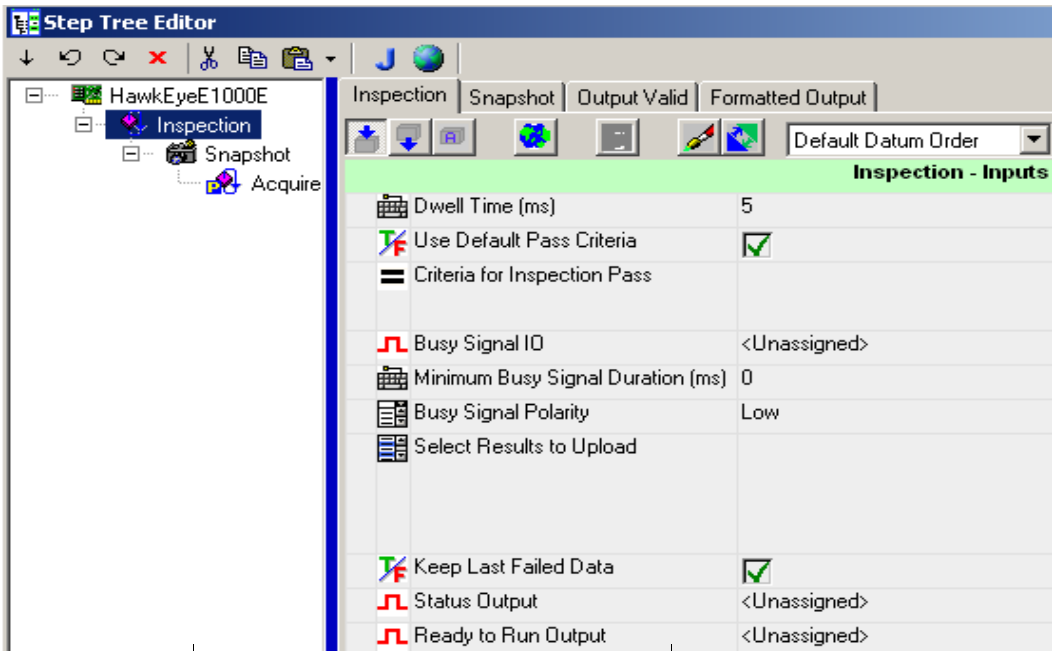 Step Tree Editor
J
HawkEyeE1000E
Inspection
Snapshot
P
Acquire
Inspection Snapshot Output Valid Formatted Output
A
Default Datum Order
Inspection - Inputs
Dwell Time (ms) 5
T/F Use Default Pass Criteria
Criteria for Inspection Pass
Busy Signal IO <Unassigned>
Minimum Busy Signal Duration (ms) 0
Busy Signal Polarity Low
Select Results to Upload
T/F Keep Last Failed Data
Status Output <Unassigned>
Ready to Run Output <Unassigned>